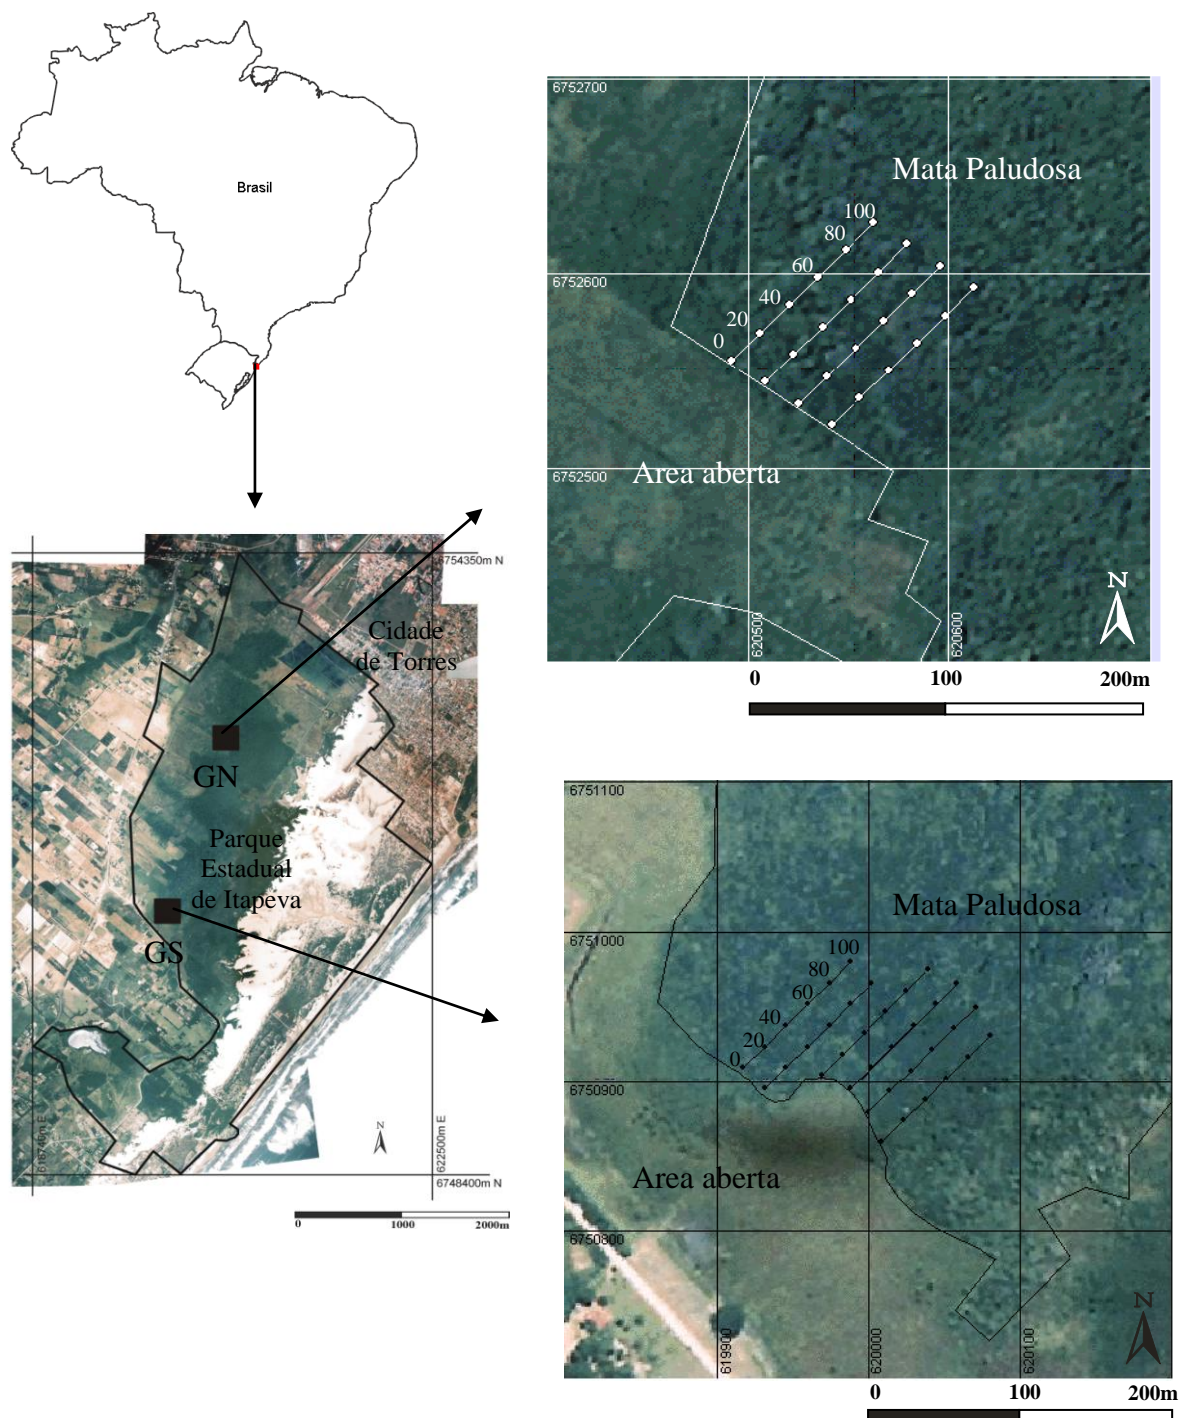 Brasil
6752700
Mata Paludosa
100
80
60
40
20
0
6752600
6752500
Area aberta
620500
620600
N
0 100 200m
6754350m N
Cidade
de Torres
GN
Parque
Estadual
de Itapeva
GS
N
622500m E
6748400m N
0 1000 2000m
6751100
Mata Paludosa
6751000
100
80
60
40
20
0
6750900
Area aberta
6750800
619900
620000
620100
N
0 100 200m